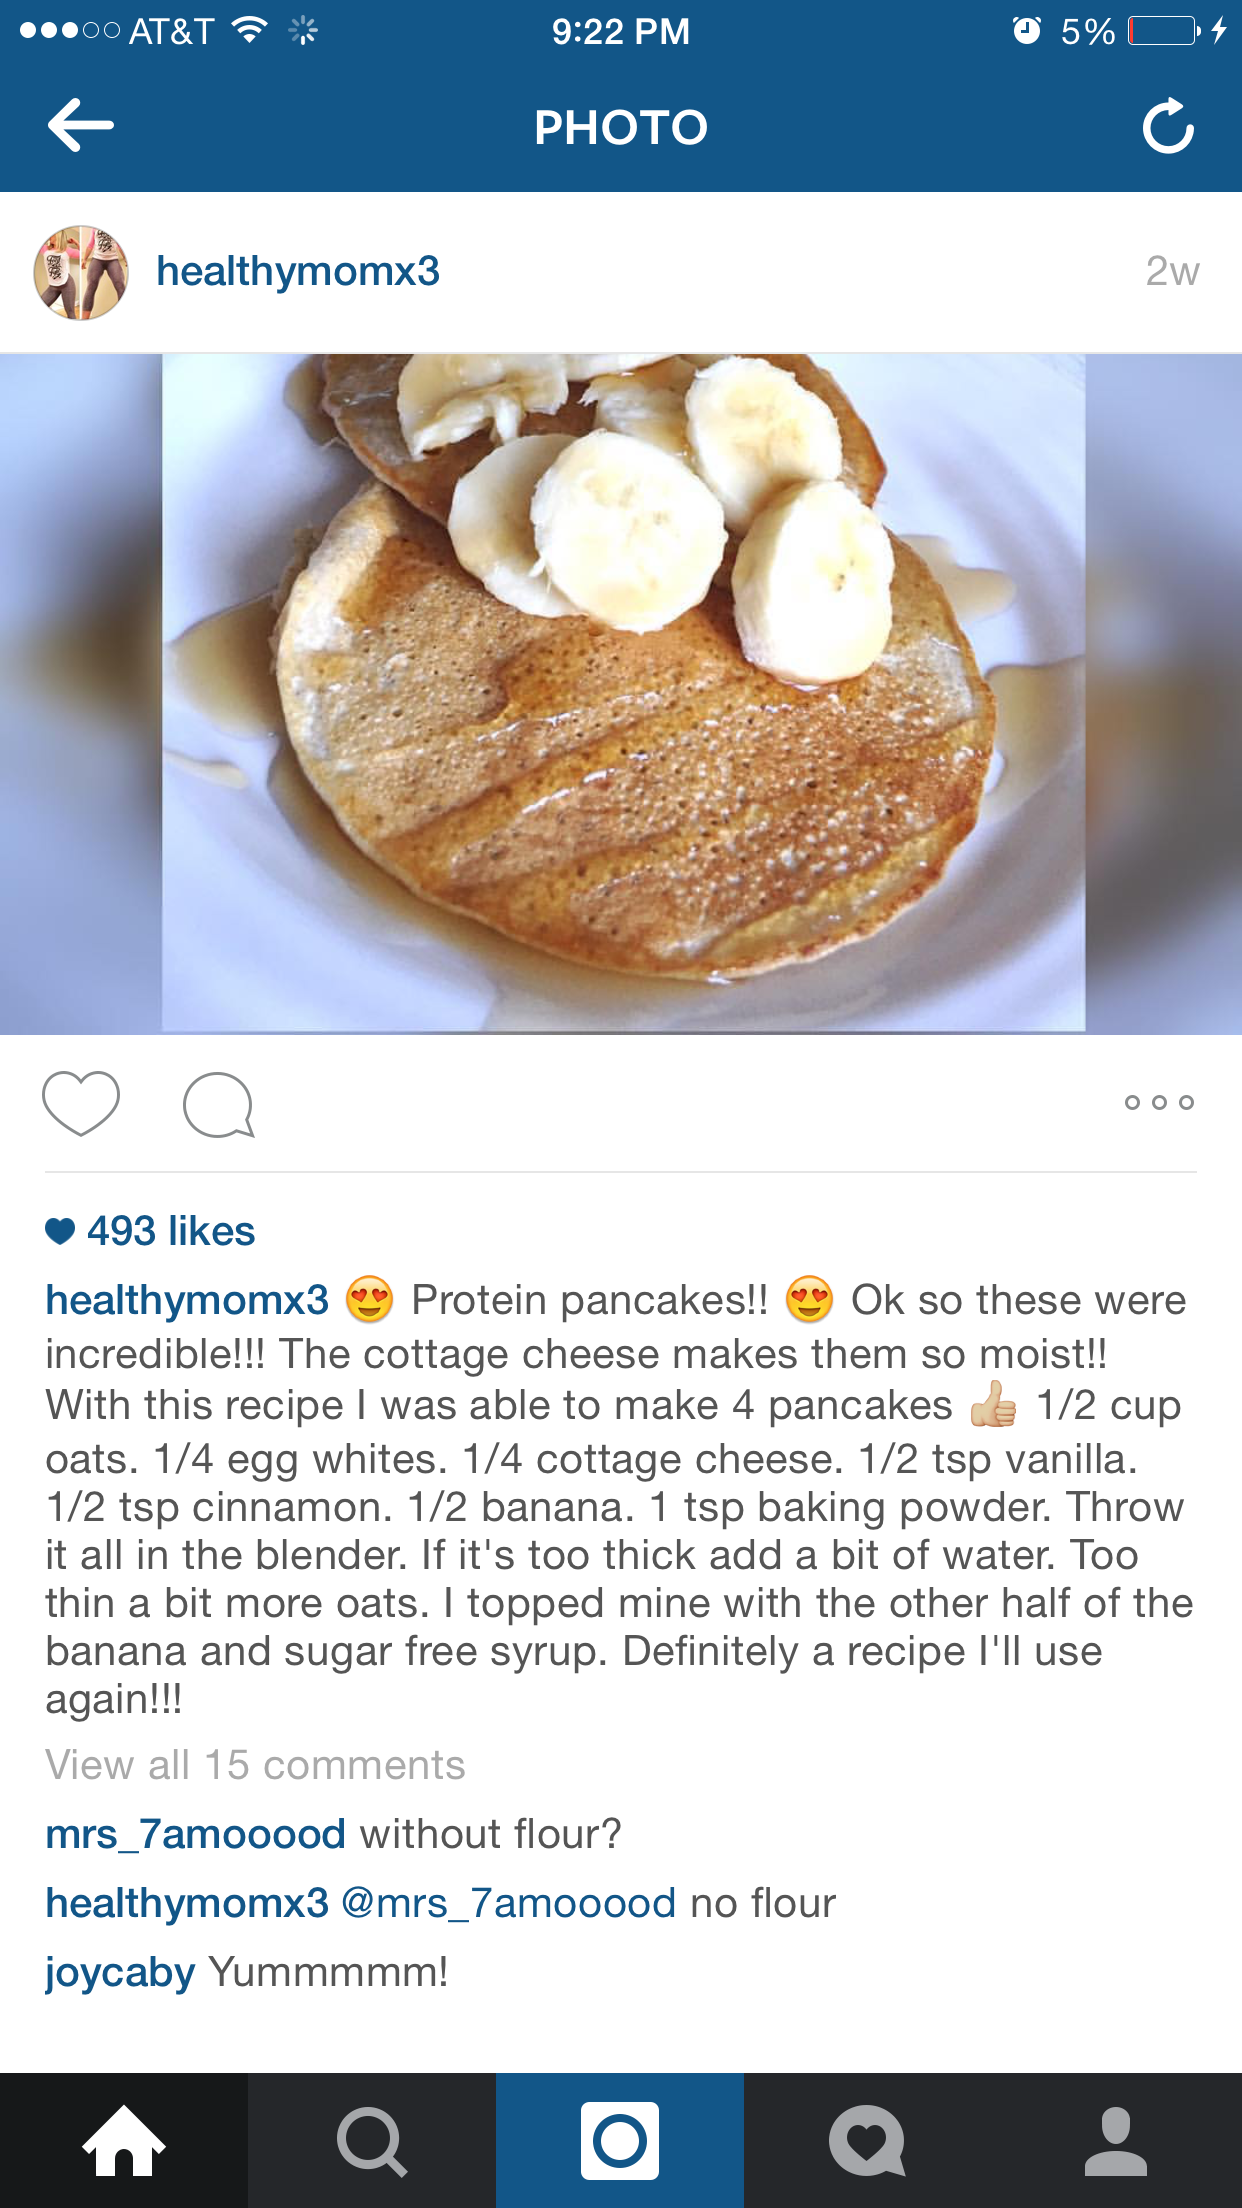 AT&T 9:22 PM 5%
PHOTO
healthymomx3 2w
493 likes
healthymomx3 😍 Protein pancakes!! 😍 Ok so these were
incredible!!! The cottage cheese makes them so moist!!
With this recipe I was able to make 4 pancakes 👍🏼 1/2 cup
oats. 1/4 egg whites. 1/4 cottage cheese. 1/2 tsp vanilla.
1/2 tsp cinnamon. 1/2 banana. 1 tsp baking powder. Throw
it all in the blender. If it's too thick add a bit of water. Too
thin a bit more oats. I topped mine with the other half of the
banana and sugar free syrup. Definitely a recipe I'll use
again!!!
View all 15 comments
mrs_7amooood without flour?
healthymomx3 @mrs_7amooood no flour
joycaby Yummmmm!